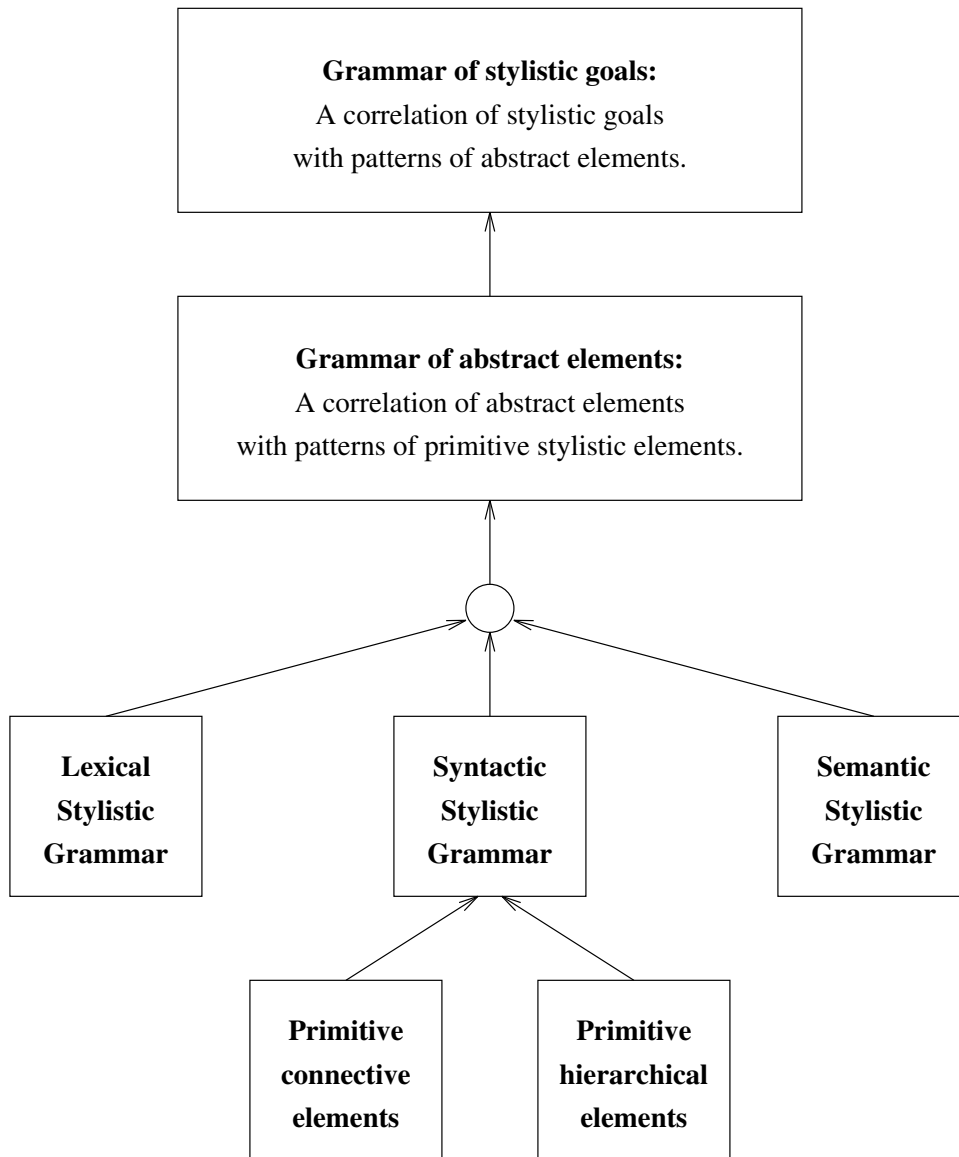 Grammar of stylistic goals:
A correlation of stylistic goals
with patterns of abstract elements.
Grammar of abstract elements:
A correlation of abstract elements
with patterns of primitive stylistic elements.
Lexical
Stylistic
Grammar
Syntactic
Stylistic
Grammar
Semantic
Stylistic
Grammar
Primitive
connective
elements
Primitive
hierarchical
elements